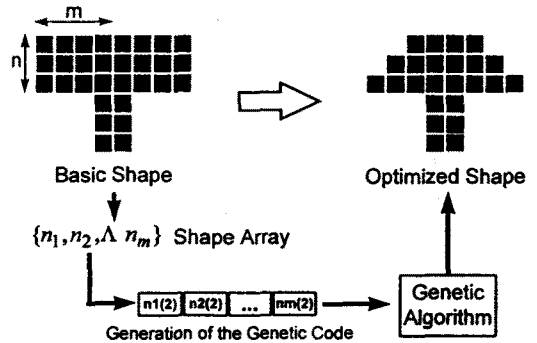 m
n
Basic Shape
Optimized Shape
{n₁,n₂,Λ nₘ} Shape Array
n1(2) n2(2) ... nm(2)
Genetic Algorithm
Generation of the Genetic Code